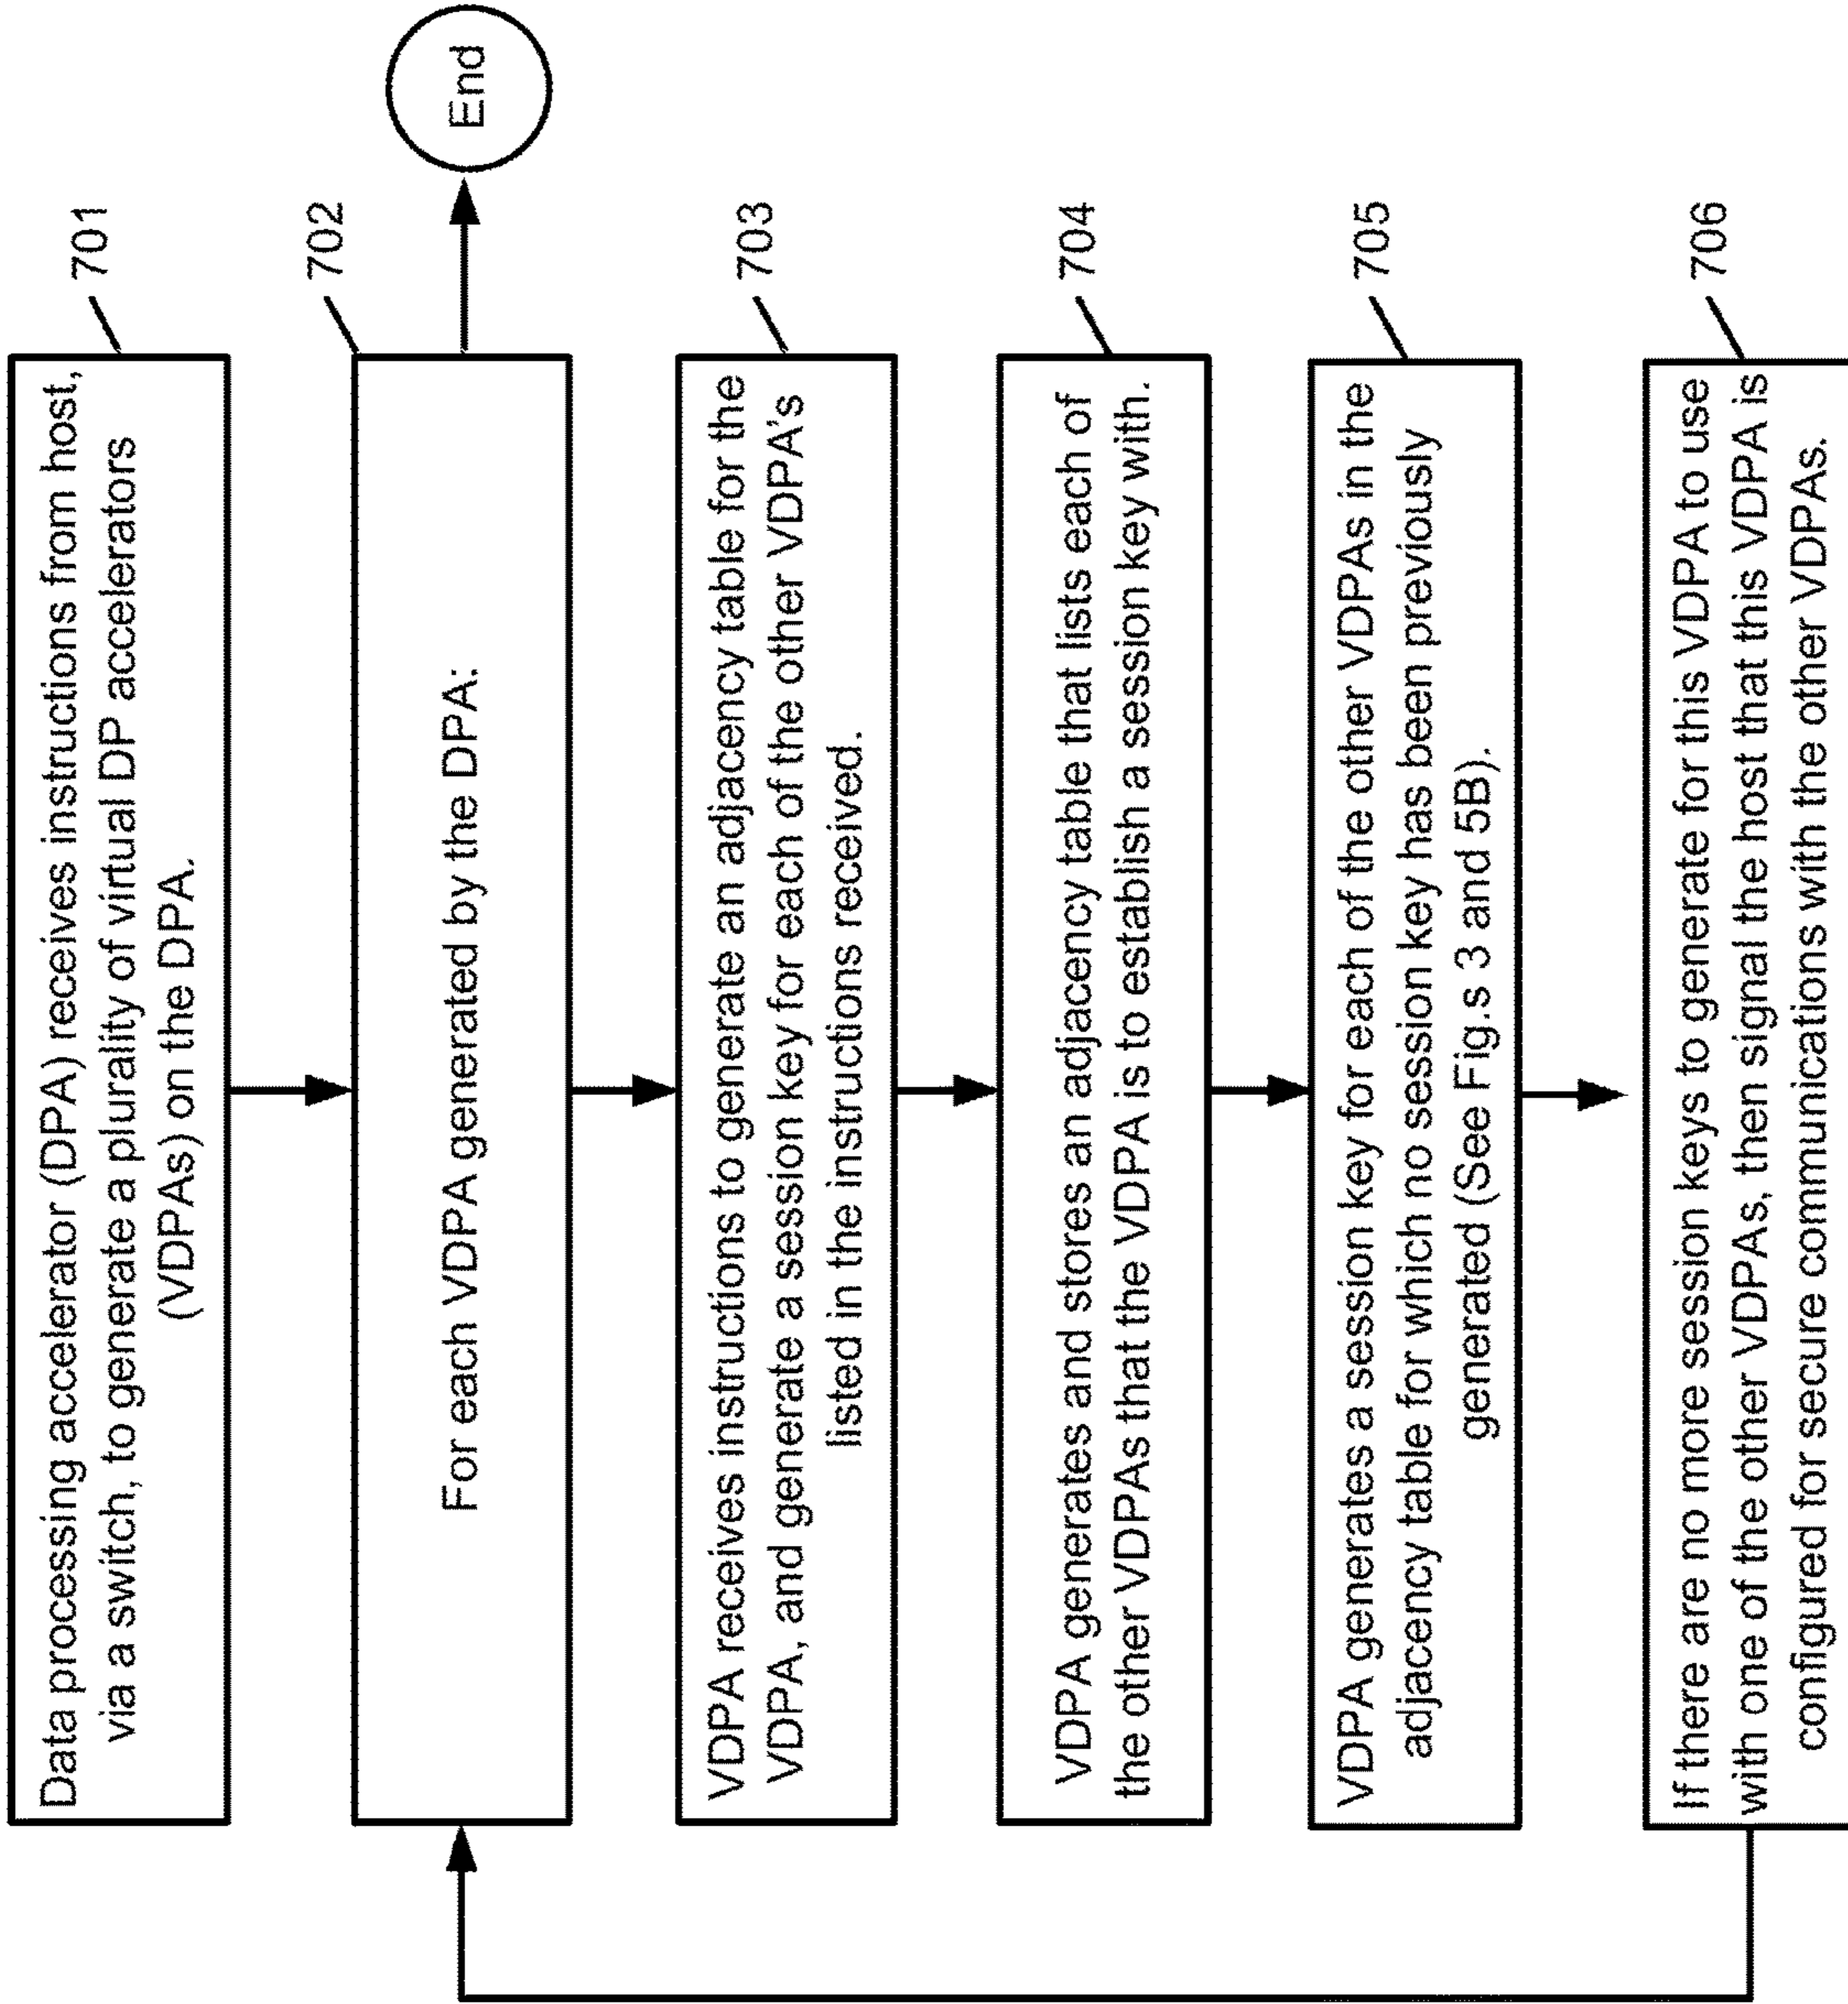 Data processing accelerator (DPA) receives instructions from host,
via a switch, to generate a plurality of virtual DP accelerators
(VDPAs) on the DPA.
701
For each VDPA generated by the DPA:
702
End
VDPA receives instructions to generate an adjacency table for the
VDPA, and generate a session key for each of the other VDPA's
listed in the instructions received.
703
VDPA generates and stores an adjacency table that lists each of
the other VDPAs that the VDPA is to establish a session key with.
704
VDPA generates a session key for each of the other VDPAs in the
adjacency table for which no session key has been previously
generated (See Fig.s 3 and 5B).
705
If there are no more session keys to generate for this VDPA to use
with one of the other VDPAs, then signal the host that this VDPA is
configured for secure communications with the other VDPAs.
706